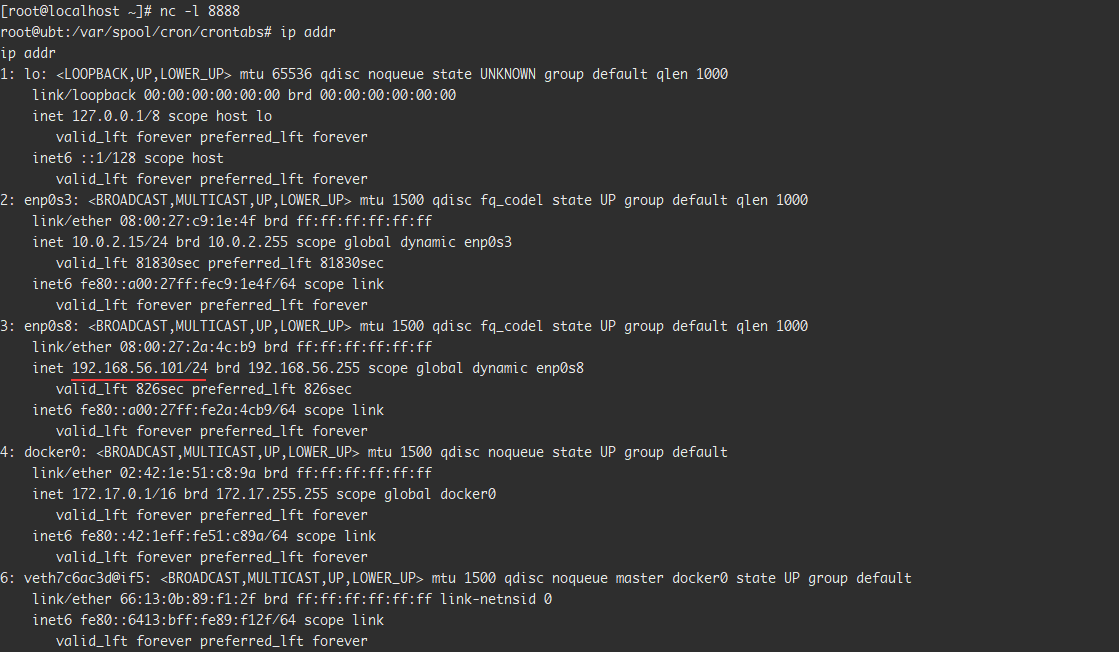 [root@localhost ~]# nc -l 8888
root@ubt:/var/spool/cron/crontabs# ip addr
ip addr
1: lo: <LOOPBACK,UP,LOWER_UP> mtu 65536 qdisc noqueue state UNKNOWN group default qlen 1000
    link/loopback 00:00:00:00:00:00 brd 00:00:00:00:00:00
    inet 127.0.0.1/8 scope host lo
       valid_lft forever preferred_lft forever
    inet6 ::1/128 scope host
       valid_lft forever preferred_lft forever
2: enp0s3: <BROADCAST,MULTICAST,UP,LOWER_UP> mtu 1500 qdisc fq_codel state UP group default qlen 1000
    link/ether 08:00:27:c9:1e:4f brd ff:ff:ff:ff:ff:ff
    inet 10.0.2.15/24 brd 10.0.2.255 scope global dynamic enp0s3
       valid_lft 81830sec preferred_lft 81830sec
    inet6 fe80::a00:27ff:fec9:1e4f/64 scope link
       valid_lft forever preferred_lft forever
3: enp0s8: <BROADCAST,MULTICAST,UP,LOWER_UP> mtu 1500 qdisc fq_codel state UP group default qlen 1000
    link/ether 08:00:27:2a:4c:b9 brd ff:ff:ff:ff:ff:ff
    inet 192.168.56.101/24 brd 192.168.56.255 scope global dynamic enp0s8
       valid_lft 826sec preferred_lft 826sec
    inet6 fe80::a00:27ff:fe2a:4cb9/64 scope link
       valid_lft forever preferred_lft forever
4: docker0: <BROADCAST,MULTICAST,UP,LOWER_UP> mtu 1500 qdisc noqueue state UP group default
    link/ether 02:42:1e:51:c8:9a brd ff:ff:ff:ff:ff:ff
    inet 172.17.0.1/16 brd 172.17.255.255 scope global docker0
       valid_lft forever preferred_lft forever
    inet6 fe80::42:1eff:fe51:c89a/64 scope link
       valid_lft forever preferred_lft forever
6: veth7c6ac3d@if5: <BROADCAST,MULTICAST,UP,LOWER_UP> mtu 1500 qdisc noqueue master docker0 state UP group default
    link/ether 66:13:0b:89:f1:2f brd ff:ff:ff:ff:ff:ff link-netnsid 0
    inet6 fe80::6413:bff:fe89:f12f/64 scope link
       valid_lft forever preferred_lft forever